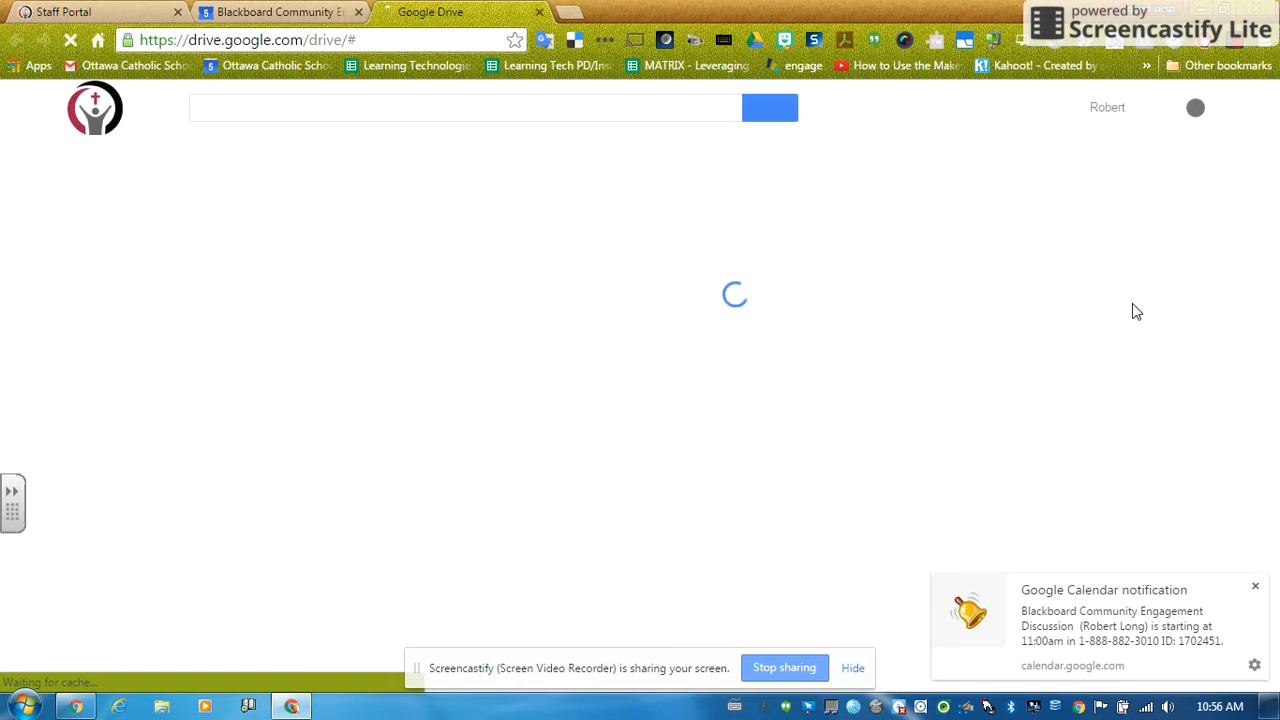 Staff Portal
Blackboard Community E
Google Drive
powered by
Screencastify Lite
https://drive.google.com/drive/#
Apps
Ottawa Catholic Scho
Ottawa Catholic Scho
Learning Technologie
Learning Tech PD/Ins
MATRIX - Leveraging
engage
How to Use the Make
Kahoot! - Created by
»
Other bookmarks
Robert
Google Calendar notification
Blackboard Community Engagement
Discussion (Robert Long) is starting at
11:00am in 1-888-882-3010 ID: 1702451.
calendar.google.com
Screencastify (Screen Video Recorder) is sharing your screen.
Stop sharing
Hide
Waiting for cache...
10:56 AM